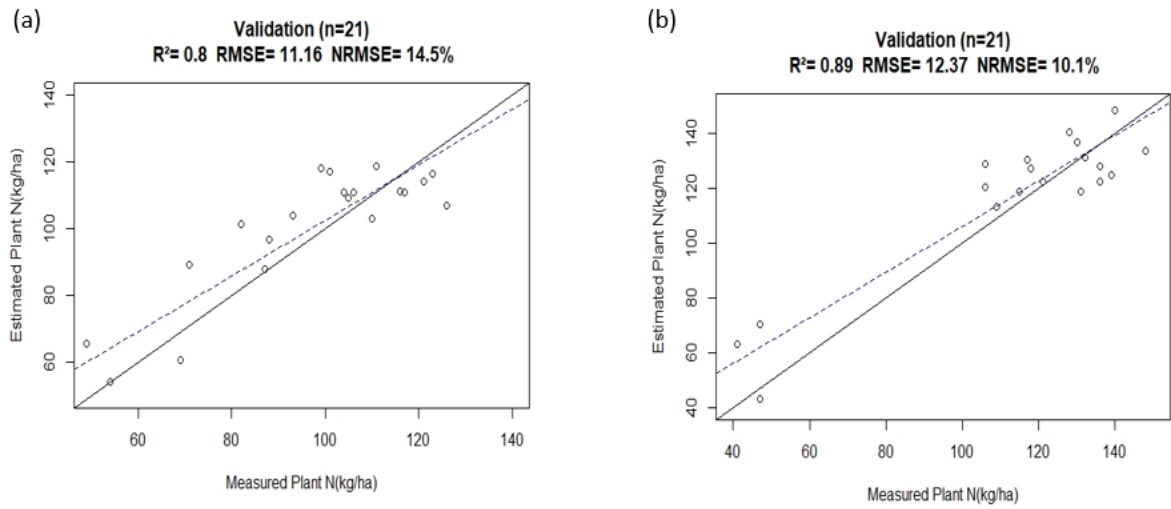 (a)
Validation (n=21)
R²= 0.8 RMSE= 11.16 NRMSE= 14.5%
Estimated Plant N(kg/ha)
140
120
100
80
60
60 80 100 120 140
Measured Plant N(kg/ha)
(b)
Validation (n=21)
R²= 0.89 RMSE= 12.37 NRMSE= 10.1%
Estimated Plant N(kg/ha)
140
120
100
80
60
40
40 60 80 100 120 140
Measured Plant N(kg/ha)